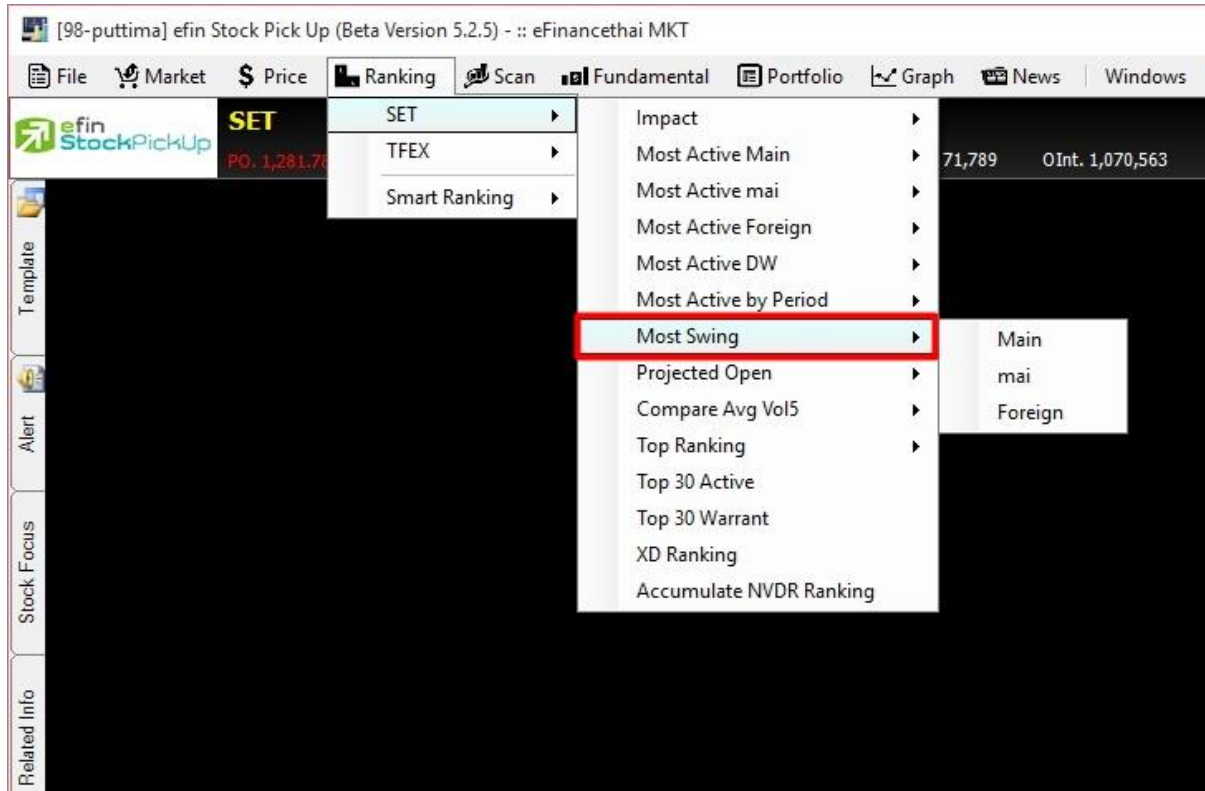 [98-puttima] efin Stock Pick Up (Beta Version 5.2.5) - :: eFinancethai MKT
File Market $ Price Ranking Scan Fundamental Portfolio Graph News Windows
efin
StockPickUp
SET
PO. 1,281.78
71,789 OInt. 1,070,563
SET
TFEX
Smart Ranking
Impact
Most Active Main
Most Active mai
Most Active Foreign
Most Active DW
Most Active by Period
Most Swing
Projected Open
Compare Avg Vol5
Top Ranking
Top 30 Active
Top 30 Warrant
XD Ranking
Accumulate NVDR Ranking
Main
mai
Foreign
Template
Alert
Stock Focus
Related Info